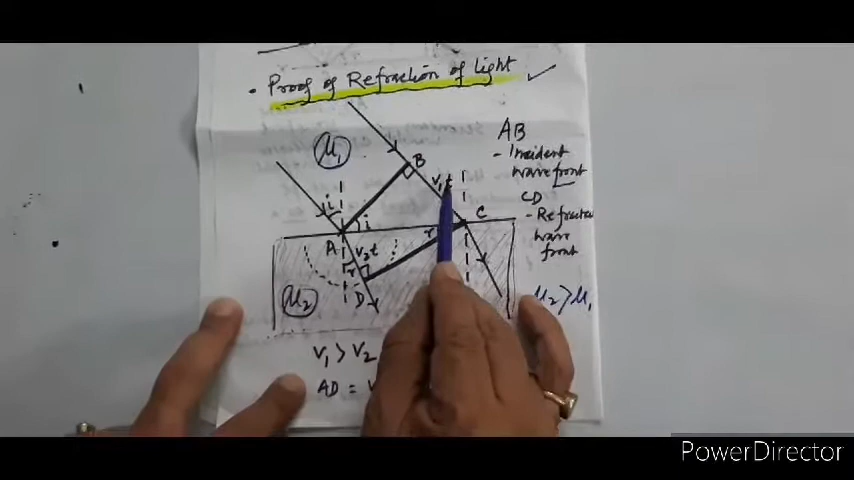 • Proof of Refraction of light ✓
μ₁
B
AB
- Incident
wave front
v₁t
i
i
C
CD
- Refracted
wave
front
A
v₂t
r
r
μ₂
D
μ₂ > μ₁
V₁ > V₂
AD =
PowerDirector